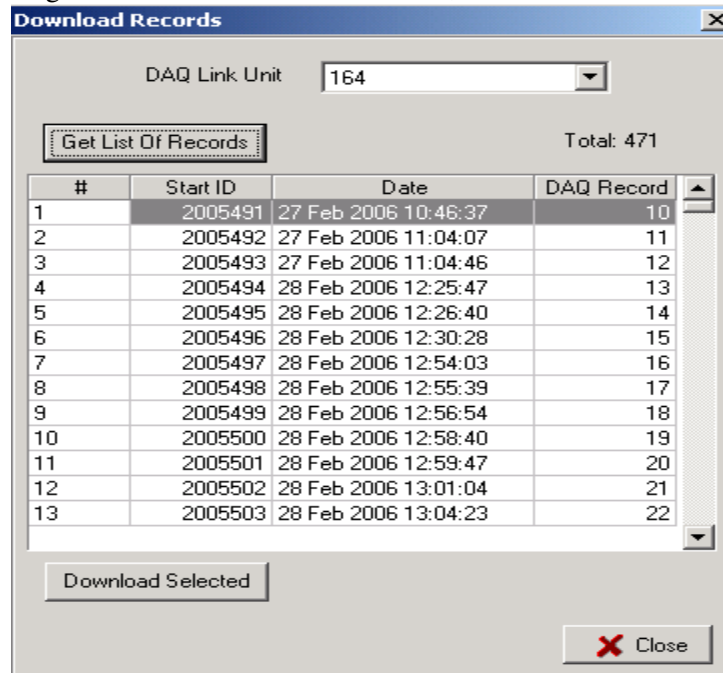 Download Records
DAQ Link Unit 164
Get List Of Records Total: 471
# Start ID Date DAQ Record
1 2005491 27 Feb 2006 10:46:37 10
2 2005492 27 Feb 2006 11:04:07 11
3 2005493 27 Feb 2006 11:04:46 12
4 2005494 28 Feb 2006 12:25:47 13
5 2005495 28 Feb 2006 12:26:40 14
6 2005496 28 Feb 2006 12:30:28 15
7 2005497 28 Feb 2006 12:54:03 16
8 2005498 28 Feb 2006 12:55:39 17
9 2005499 28 Feb 2006 12:56:54 18
10 2005500 28 Feb 2006 12:58:40 19
11 2005501 28 Feb 2006 12:59:47 20
12 2005502 28 Feb 2006 13:01:04 21
13 2005503 28 Feb 2006 13:04:23 22
Download Selected
Close